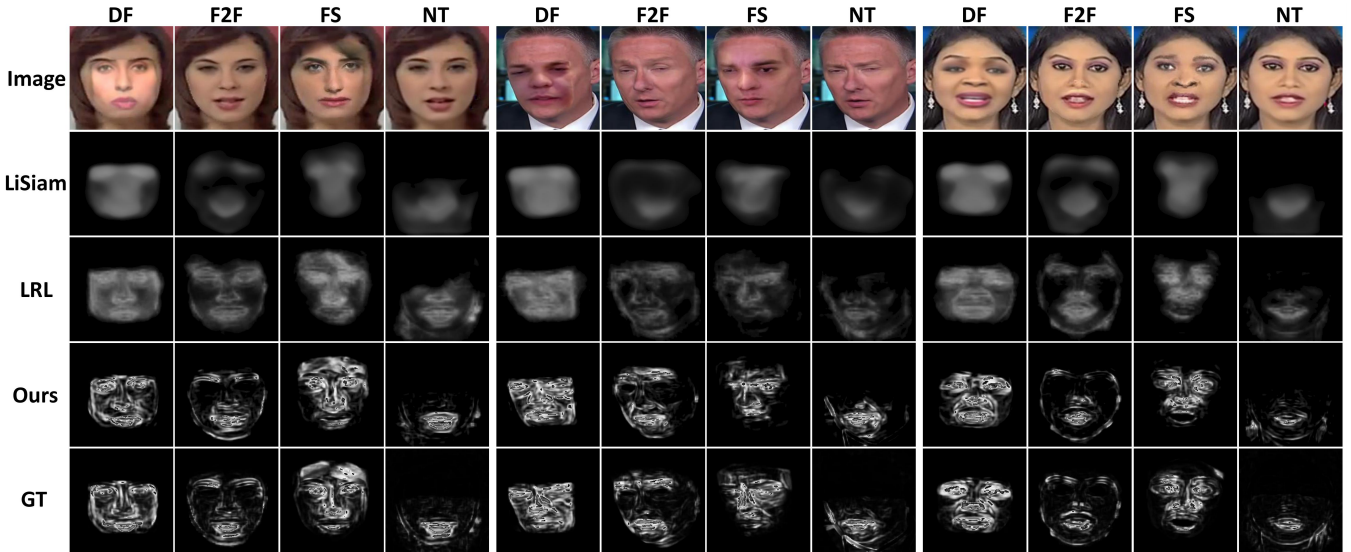 DF F2F FS NT DF F2F FS NT DF F2F FS NT
Image
LiSiam
LRL
Ours
GT